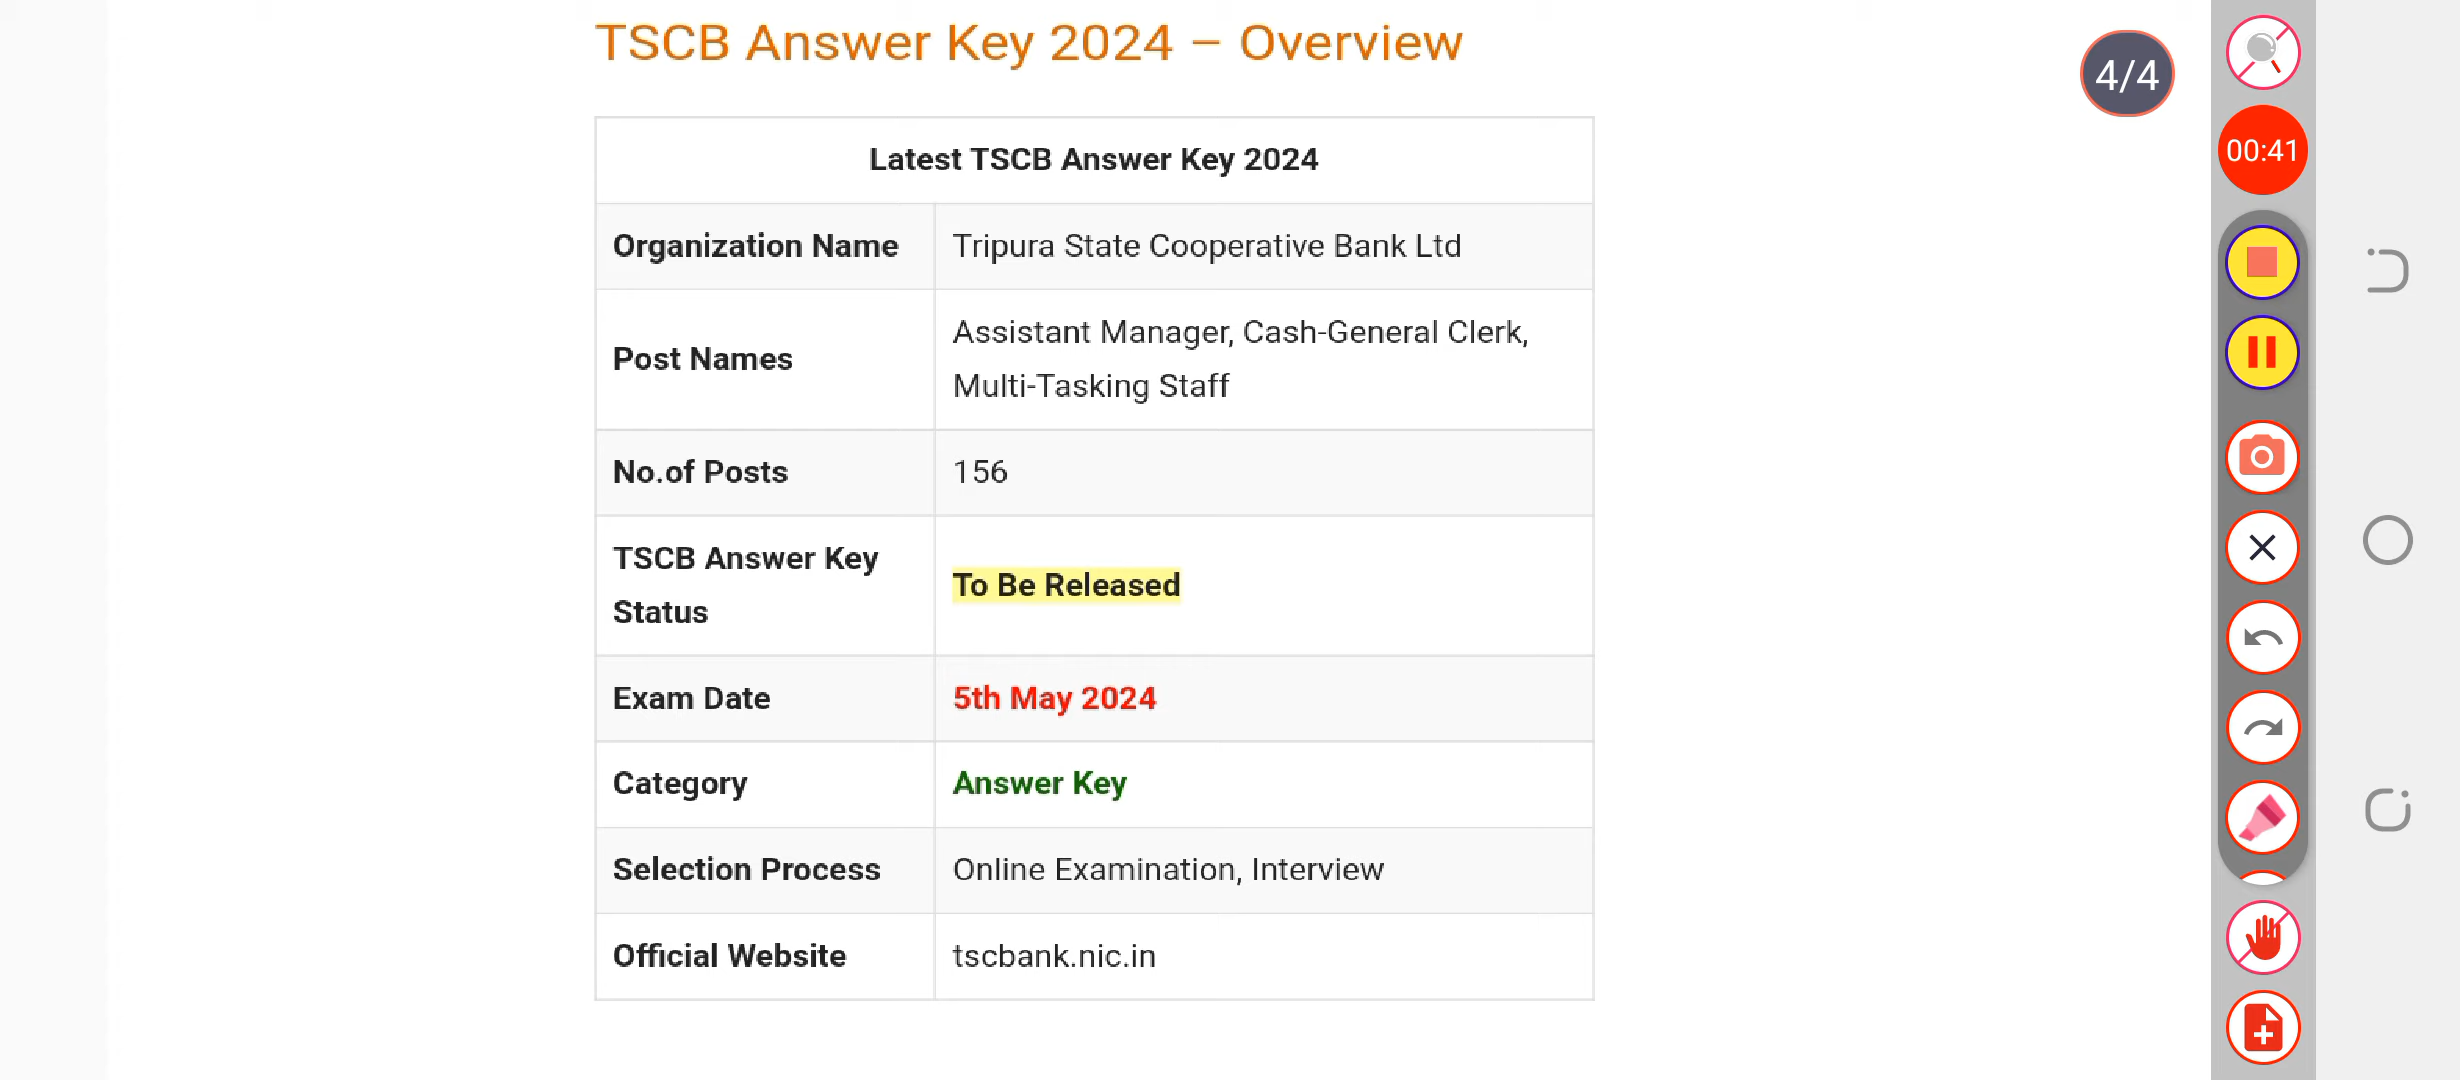 TSCB Answer Key 2024 – Overview
4/4
00:41
Latest TSCB Answer Key 2024
Organization Name Tripura State Cooperative Bank Ltd
Post Names Assistant Manager, Cash-General Clerk,
Multi-Tasking Staff
No.of Posts 156
TSCB Answer Key
Status To Be Released
Exam Date 5th May 2024
Category Answer Key
Selection Process Online Examination, Interview
Official Website tscbank.nic.in